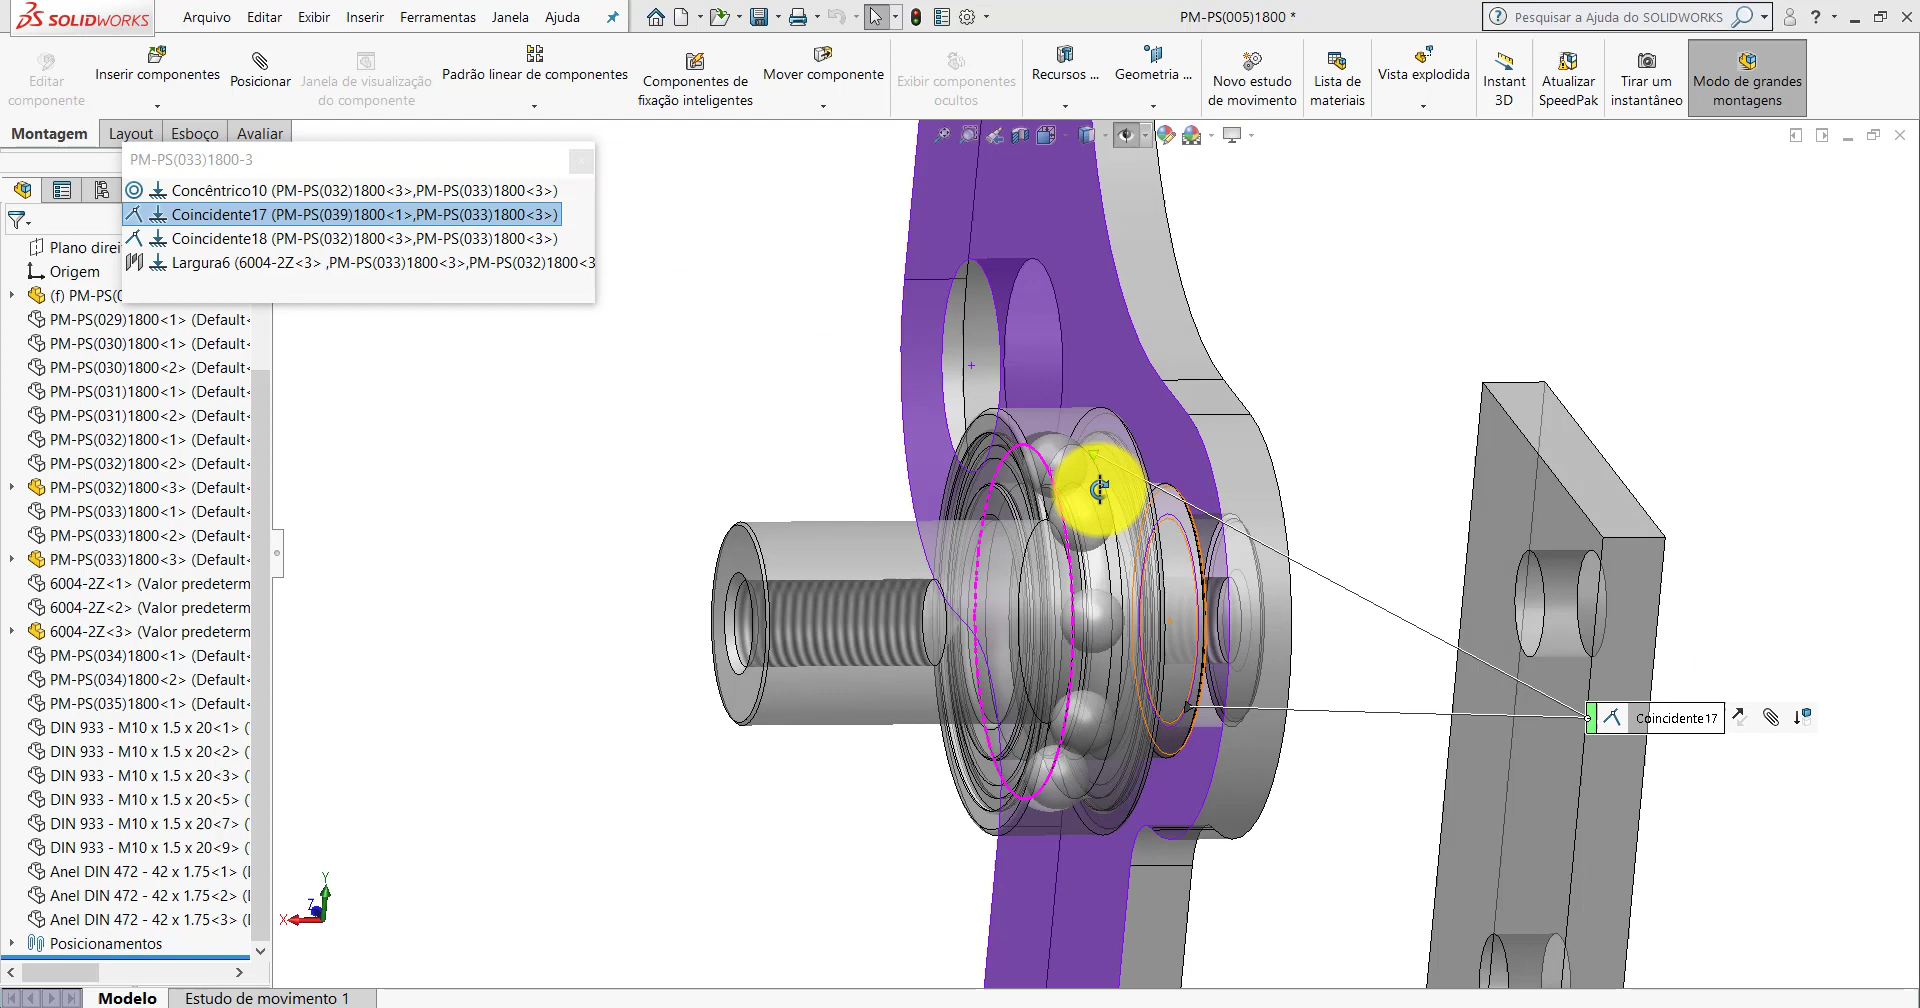 SOLIDWORKS
Arquivo Editar Exibir Inserir Ferramentas Janela Ajuda
PM-PS(005)1800 *
Pesquisar a Ajuda do SOLIDWORKS
Editar componente
Inserir componentes
Posicionar
Janela de visualização do componente
Padrão linear de componentes
Componentes de fixação inteligentes
Mover componente
Exibir componentes ocultos
Recursos ...
Geometria ...
Novo estudo de movimento
Lista de materiais
Vista explodida
Instant 3D
Atualizar SpeedPak
Tirar um instantâneo
Modo de grandes montagens
Montagem Layout Esboço Avaliar
PM-PS(033)1800-3
Concêntrico10 (PM-PS(032)1800<3>,PM-PS(033)1800<3>)
Coincidente17 (PM-PS(039)1800<1>,PM-PS(033)1800<3>)
Coincidente18 (PM-PS(032)1800<3>,PM-PS(033)1800<3>)
Largura6 (6004-2Z<3> ,PM-PS(033)1800<3>,PM-PS(032)1800<3
Plano direi
Origem
(f) PM-PS(0
PM-PS(029)1800<1> (Default<
PM-PS(030)1800<1> (Default<
PM-PS(030)1800<2> (Default<
PM-PS(031)1800<1> (Default<
PM-PS(031)1800<2> (Default<
PM-PS(032)1800<1> (Default<
PM-PS(032)1800<2> (Default<
PM-PS(032)1800<3> (Default<
PM-PS(033)1800<1> (Default<
PM-PS(033)1800<2> (Default<
PM-PS(033)1800<3> (Default<
6004-2Z<1> (Valor predeterm
6004-2Z<2> (Valor predeterm
6004-2Z<3> (Valor predeterm
PM-PS(034)1800<1> (Default<
PM-PS(034)1800<2> (Default<
PM-PS(035)1800<1> (Default<
DIN 933 - M10 x 1.5 x 20<1> (
DIN 933 - M10 x 1.5 x 20<2> (
DIN 933 - M10 x 1.5 x 20<3> (
DIN 933 - M10 x 1.5 x 20<5> (
DIN 933 - M10 x 1.5 x 20<7> (
DIN 933 - M10 x 1.5 x 20<9> (
Anel DIN 472 - 42 x 1.75<1> (I
Anel DIN 472 - 42 x 1.75<2> (I
Anel DIN 472 - 42 x 1.75<3> (I
Posicionamentos
Coincidente17
Y
Z
X
Modelo Estudo de movimento 1